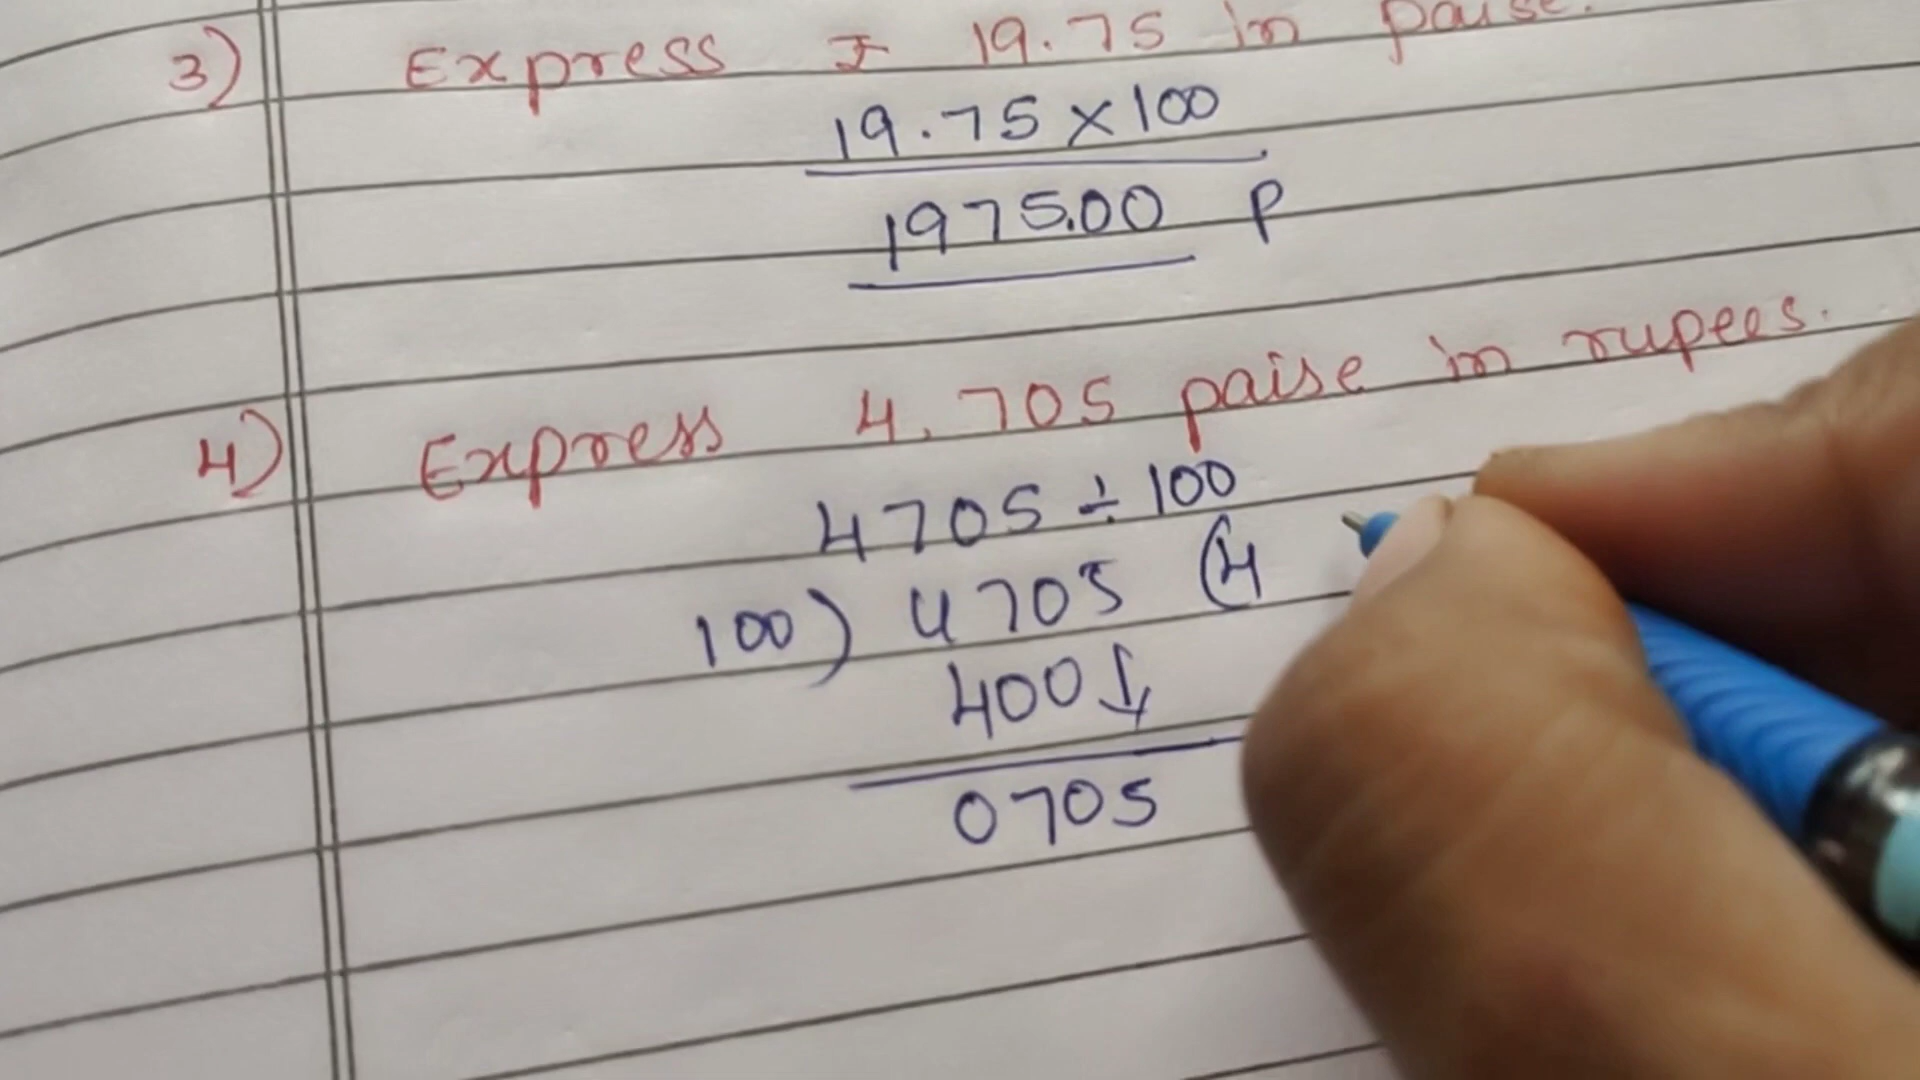 3) Express ₹ 19.75 in paise.
19.75 × 100
1975.00 P
4) Express 4,705 paise in rupees.
4705 ÷ 100
100) 4705 (4
400↓
0705